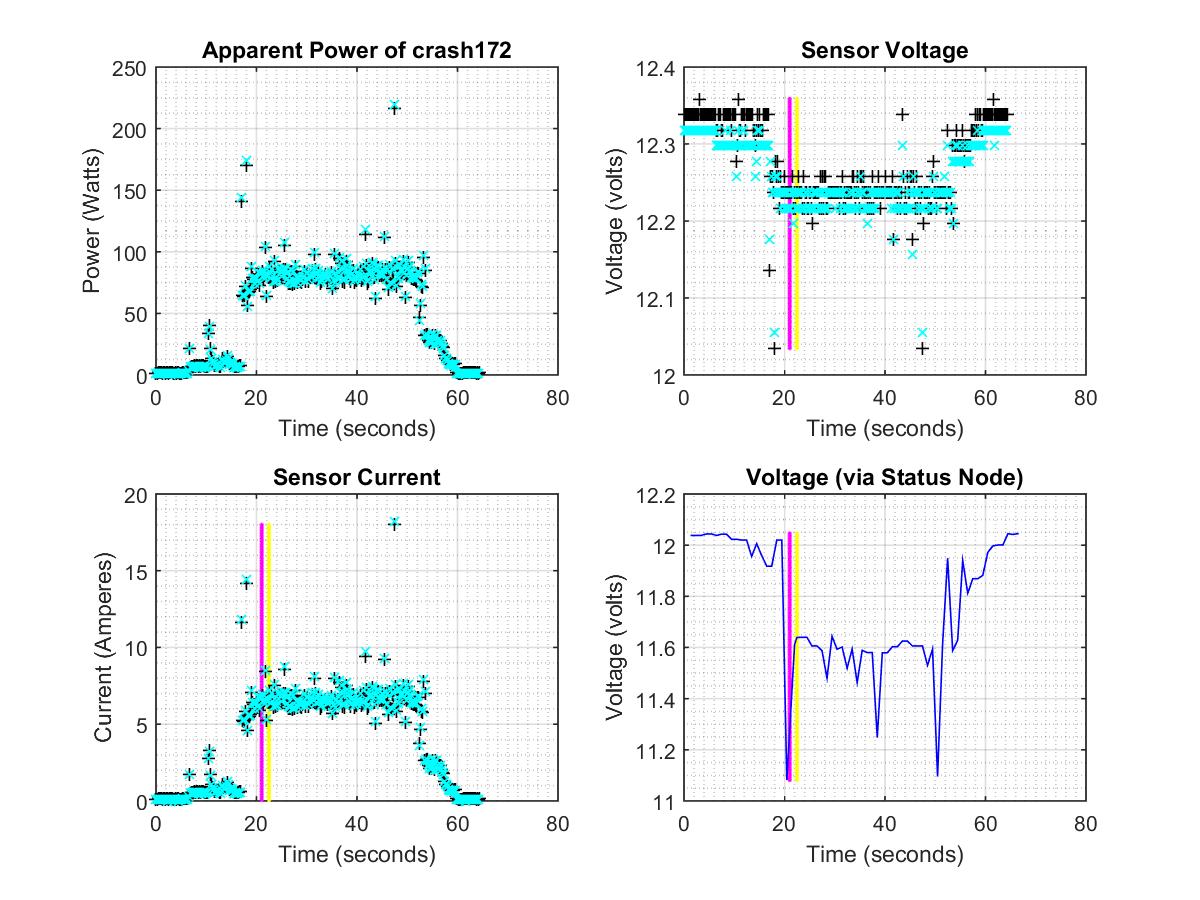 Apparent Power of crash172
250
200
150
100
50
0
Power (Watts)
0 20 40 60 80
Time (seconds)
Sensor Voltage
12.4
12.3
12.2
12.1
12
Voltage (volts)
0 20 40 60 80
Time (seconds)
Sensor Current
20
15
10
5
0
Current (Amperes)
0 20 40 60 80
Time (seconds)
Voltage (via Status Node)
12.2
12
11.8
11.6
11.4
11.2
11
Voltage (volts)
0 20 40 60 80
Time (seconds)